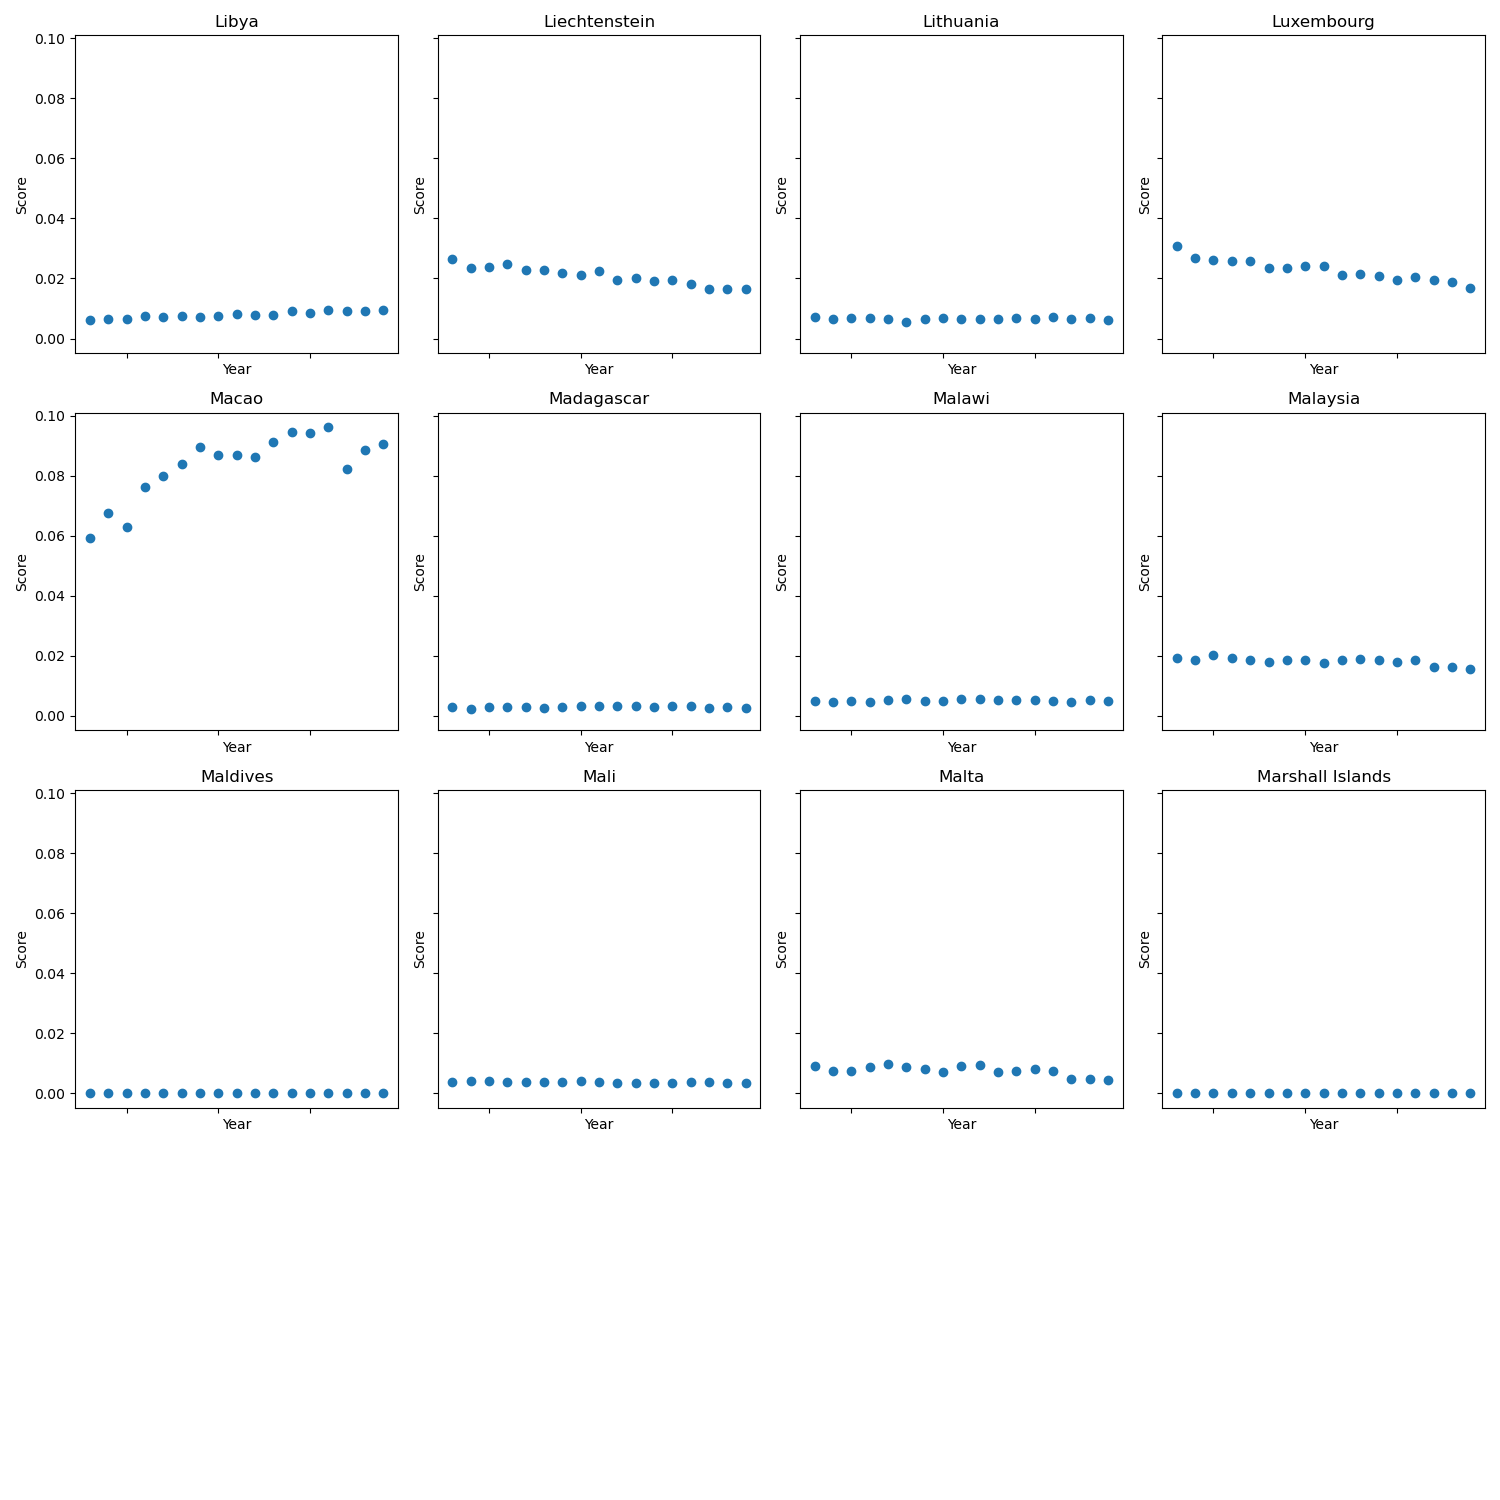 Libya Liechtenstein Lithuania Luxembourg
0.10
0.08
0.06
0.04
0.02
0.00
Score Score Score Score
Year Year Year Year
Macao Madagascar Malawi Malaysia
0.10
0.08
0.06
0.04
0.02
0.00
Score Score Score Score
Year Year Year Year
Maldives Mali Malta Marshall Islands
0.10
0.08
0.06
0.04
0.02
0.00
Score Score Score Score
Year Year Year Year